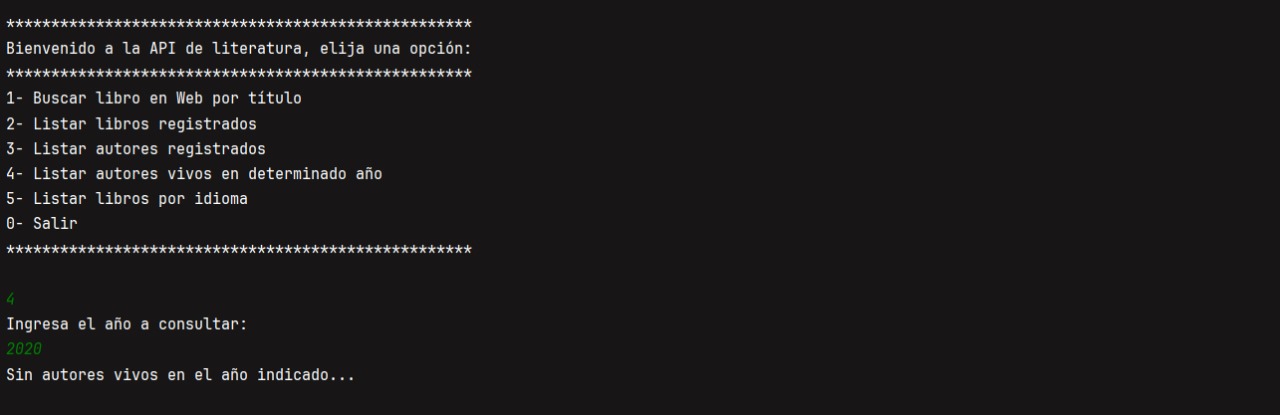 ****************************************************
Bienvenido a la API de literatura, elija una opción:
****************************************************
1- Buscar libro en Web por título
2- Listar libros registrados
3- Listar autores registrados
4- Listar autores vivos en determinado año
5- Listar libros por idioma
0- Salir
****************************************************
4
Ingresa el año a consultar:
2020
Sin autores vivos en el año indicado...